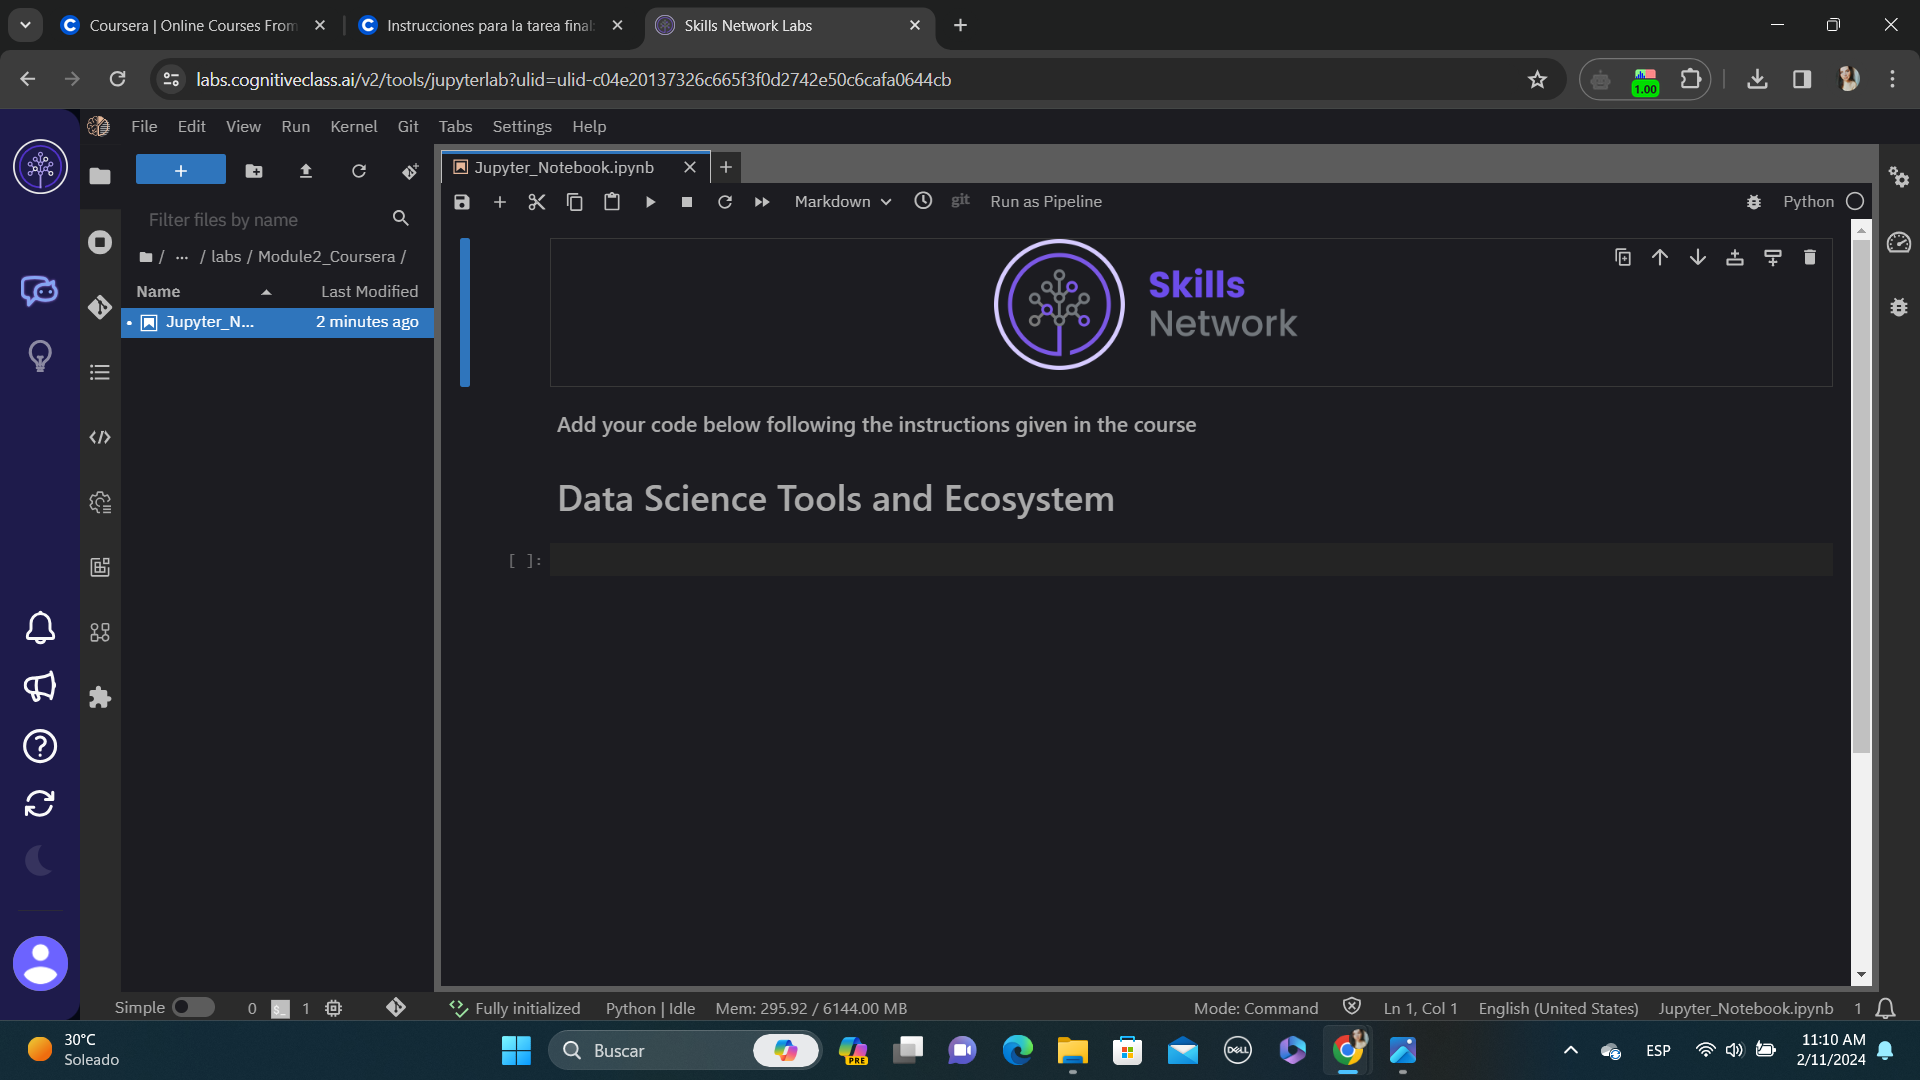 Coursera | Online Courses From
Instrucciones para la tarea final:
Skills Network Labs
labs.cognitiveclass.ai/v2/tools/jupyterlab?ulid=ulid-c04e20137326c665f3f0d2742e50c6cafa0644cb
1.00
File Edit View Run Kernel Git Tabs Settings Help
+
Filter files by name
/ ... / labs / Module2_Coursera /
Name Last Modified
Jupyter_N... 2 minutes ago
Jupyter_Notebook.ipynb
Markdown git Run as Pipeline Python
Skills
Network
Add your code below following the instructions given in the course
Data Science Tools and Ecosystem
[ ]:
Simple 0 $_ 1 Fully initialized Python | Idle Mem: 295.92 / 6144.00 MB Mode: Command Ln 1, Col 1 English (United States) Jupyter_Notebook.ipynb 1
30°C
Soleado
Buscar
PRE
DELL
ESP
11:10 AM
2/11/2024